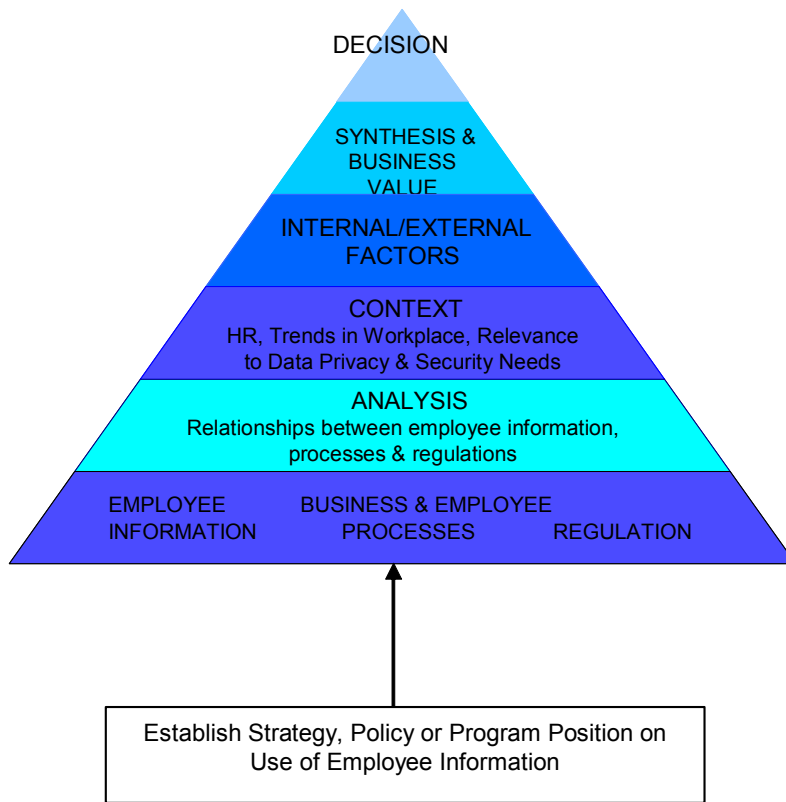 DECISION
SYNTHESIS &
BUSINESS
VALUE
INTERNAL/EXTERNAL
FACTORS
CONTEXT
HR, Trends in Workplace, Relevance
to Data Privacy & Security Needs
ANALYSIS
Relationships between employee information,
processes & regulations
EMPLOYEE
INFORMATION
BUSINESS & EMPLOYEE
PROCESSES
REGULATION
Establish Strategy, Policy or Program Position on
Use of Employee Information